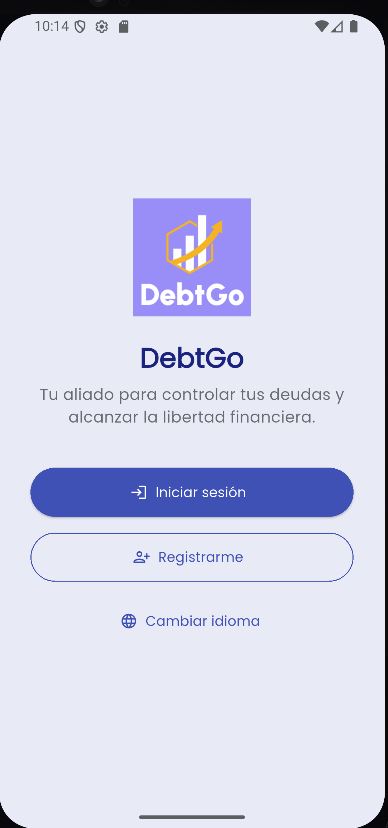 10:14
DebtGo
DebtGo
Tu aliado para controlar tus deudas y
alcanzar la libertad financiera.
Iniciar sesión
Registrarme
Cambiar idioma